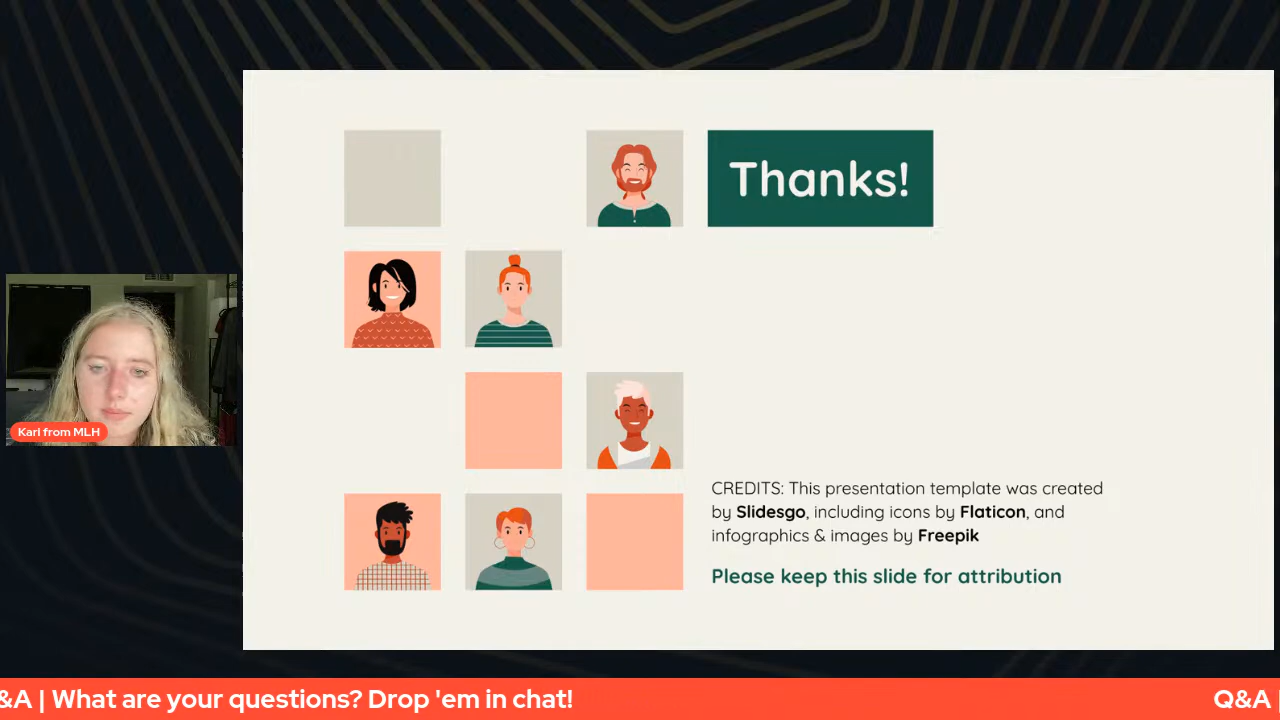 Thanks!
Kari from MLH
CREDITS: This presentation template was created
by Slidesgo, including icons by Flaticon, and
infographics & images by Freepik
Please keep this slide for attribution
&A | What are your questions? Drop 'em in chat!
Q&A |